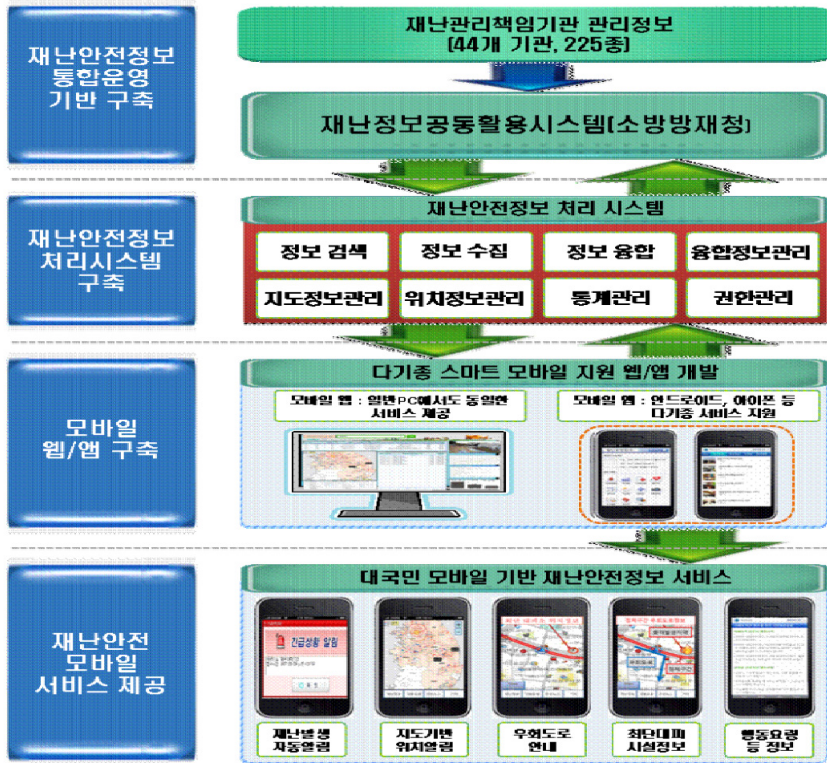 재난안전정보
통합운영
기반 구축
재난관리책임기관 관리정보
(44개 기관, 225종)
재난정보공동활용시스템(소방방재청)
재난안전정보
처리시스템
구축
재난안전정보 처리 시스템
정보 검색
정보 수집
정보 융합
융합정보관리
지도정보관리
위치정보관리
통계관리
권한관리
모바일
웹/앱 구축
다기종 스마트 모바일 지원 웹/앱 개발
모바일 웹 : 일반PC에서도 동일한
서비스 제공
모바일 앱 : 안드로이드, 아이폰 등
다기종 서비스 지원
재난안전
모바일
서비스 제공
대국민 모바일 기반 재난안전정보 서비스
긴급상황 알림
재난발생
자동알림
지도기반
위치알림
우회도로
안내
최단대피
시설정보
행동요령
등 정보